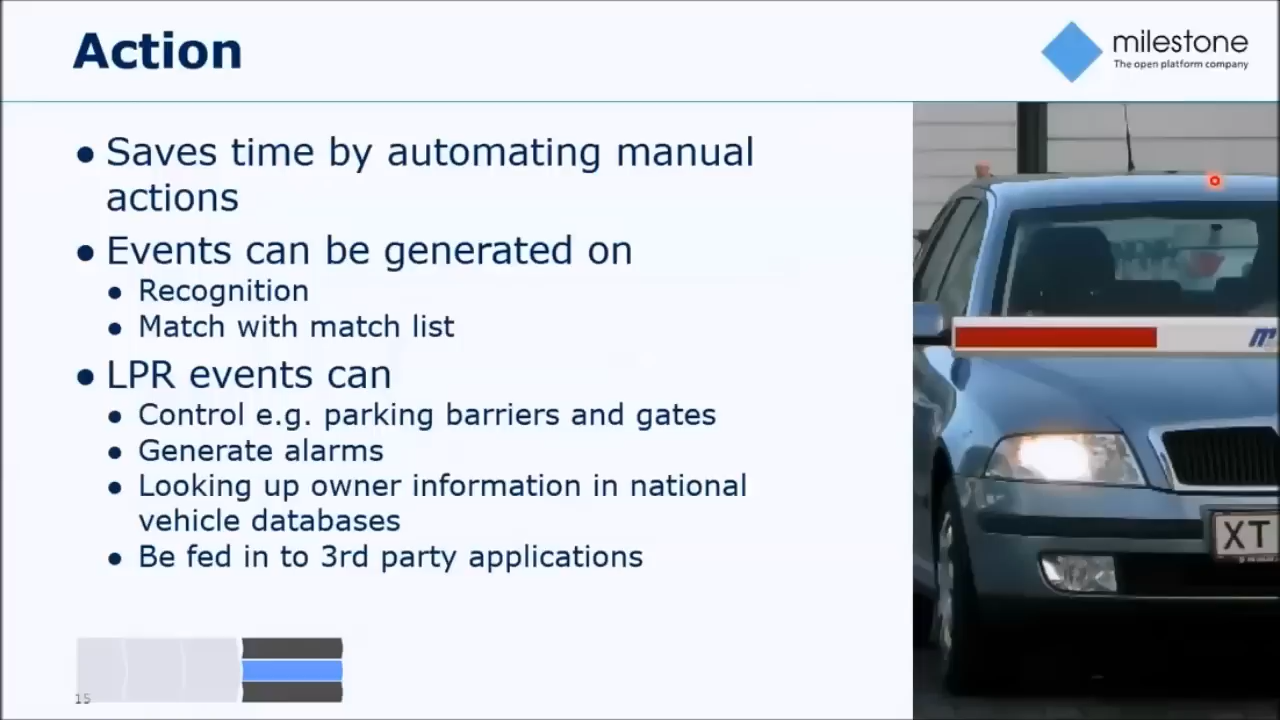 Action
milestone
The open platform company
● Saves time by automating manual
actions
● Events can be generated on
● Recognition
● Match with match list
● LPR events can
● Control e.g. parking barriers and gates
● Generate alarms
● Looking up owner information in national
vehicle databases
● Be fed in to 3rd party applications
XT
15